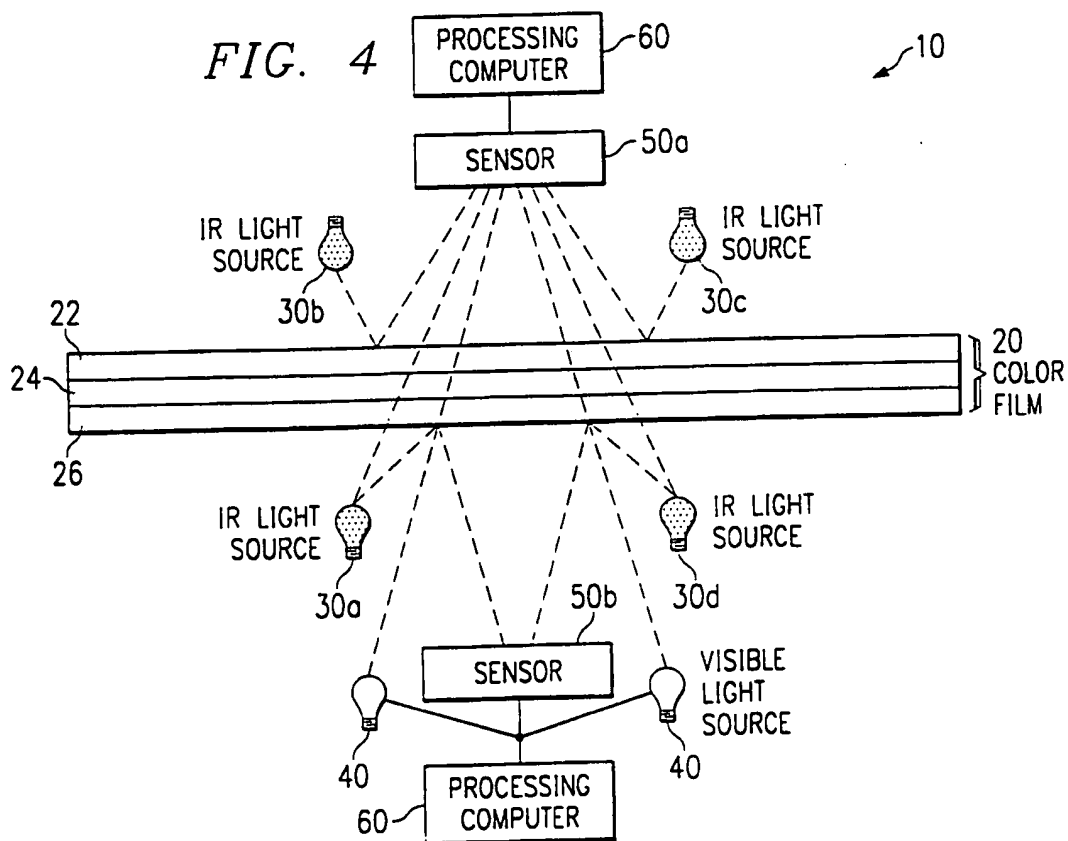 FIG. 4
PROCESSING
COMPUTER
60
10
SENSOR
50a
IR LIGHT
SOURCE
30b
IR LIGHT
SOURCE
30c
22
24
26
20
COLOR
FILM
IR LIGHT
SOURCE
30a
IR LIGHT
SOURCE
30d
50b
SENSOR
VISIBLE
LIGHT
SOURCE
40
40
PROCESSING
COMPUTER
60